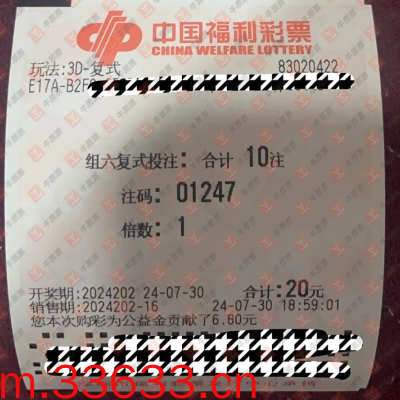 中国福利彩票
CHINA WELFARE LOTTERY
玩法:3D-复式 83020422
E17A-B2F
组六复式投注: 合计 10注
注码: 01247
倍数: 1
开奖期:2024202 24-07-30 合计:20元
销售期:2024202-16 24-07-30 18:59:01
您本次购彩为公益金贡献了6.80元
m.33633.cn